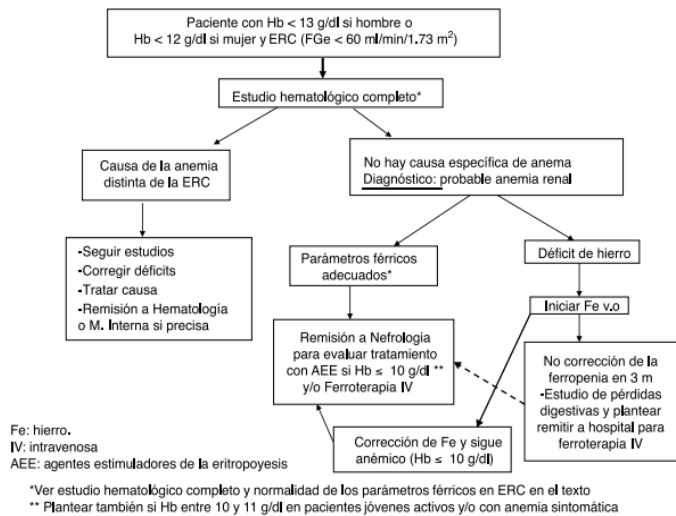 Paciente con Hb < 13 g/dl si hombre o
Hb < 12 g/dl si mujer y ERC (FGe < 60 ml/min/1.73 m²)
Estudio hematológico completo*
Causa de la anemia
distinta de la ERC
No hay causa específica de anema
Diagnóstico: probable anemia renal
-Seguir estudios
-Corregir déficits
-Tratar causa
-Remisión a Hematología
o M. Interna si precisa
Parámetros férricos
adecuados*
Déficit de hierro
Iniciar Fe v.o
Remisión a Nefrologia
para evaluar tratamiento
con AEE si Hb ≤ 10 g/dl **
y/o Ferroterapia IV
No corrección de la
ferropenia en 3 m
-Estudio de pérdidas
digestivas y plantear
remitir a hospital para
ferroterapia IV
Corrección de Fe y sigue
anémico (Hb ≤ 10 g/dl)
Fe: hierro.
IV: intravenosa
AEE: agentes estimuladores de la eritropoyesis
*Ver estudio hematológico completo y normalidad de los parámetros férricos en ERC en el texto
** Plantear también si Hb entre 10 y 11 g/dl en pacientes jóvenes activos y/o con anemia sintomática